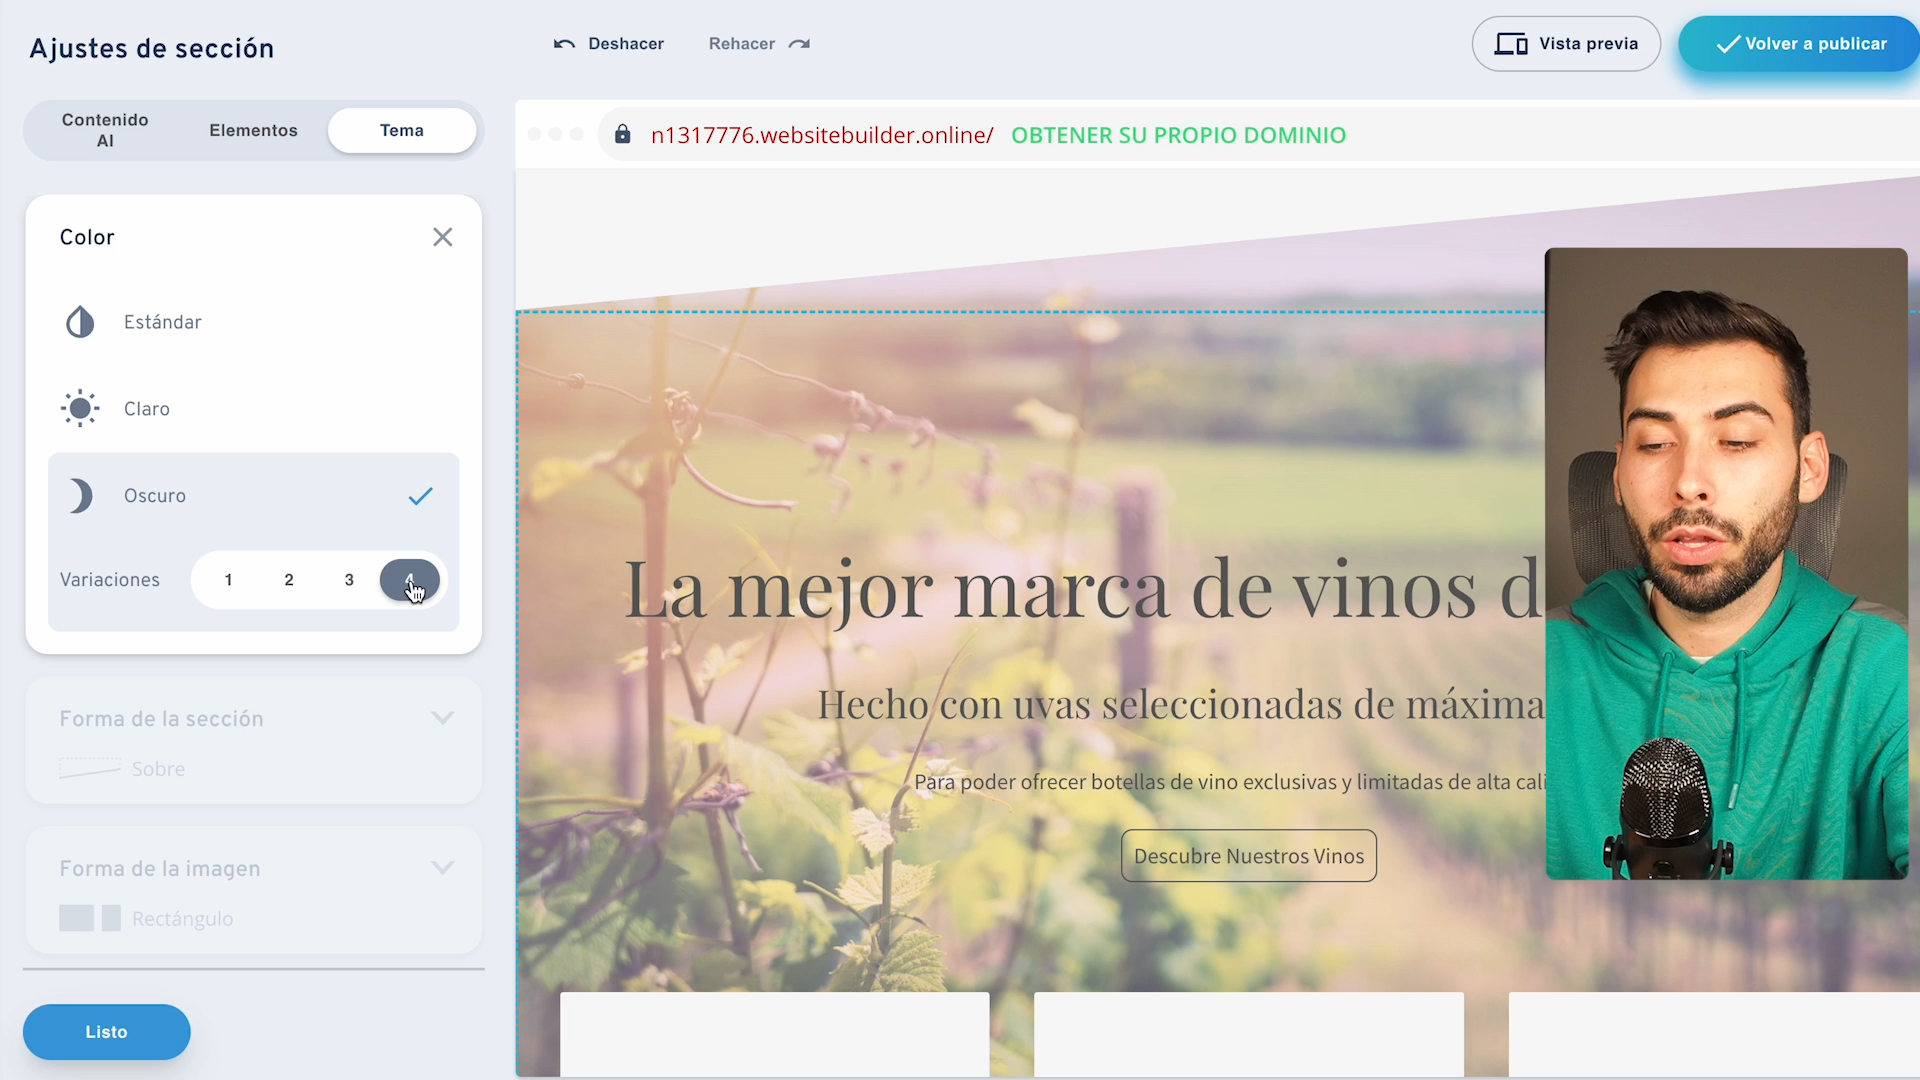 Ajustes de sección
Deshacer
Rehacer
Vista previa
Volver a publicar
Contenido
AI
Elementos
Tema
n1317776.websitebuilder.online/ OBTENER SU PROPIO DOMINIO
Color
Estándar
Claro
Oscuro
Variaciones 1 2 3 4
Forma de la sección
Sobre
Forma de la imagen
Rectángulo
Listo
La mejor marca de vinos d
Hecho con uvas seleccionadas de máxima
Para poder ofrecer botellas de vino exclusivas y limitadas de alta cali
Descubre Nuestros Vinos